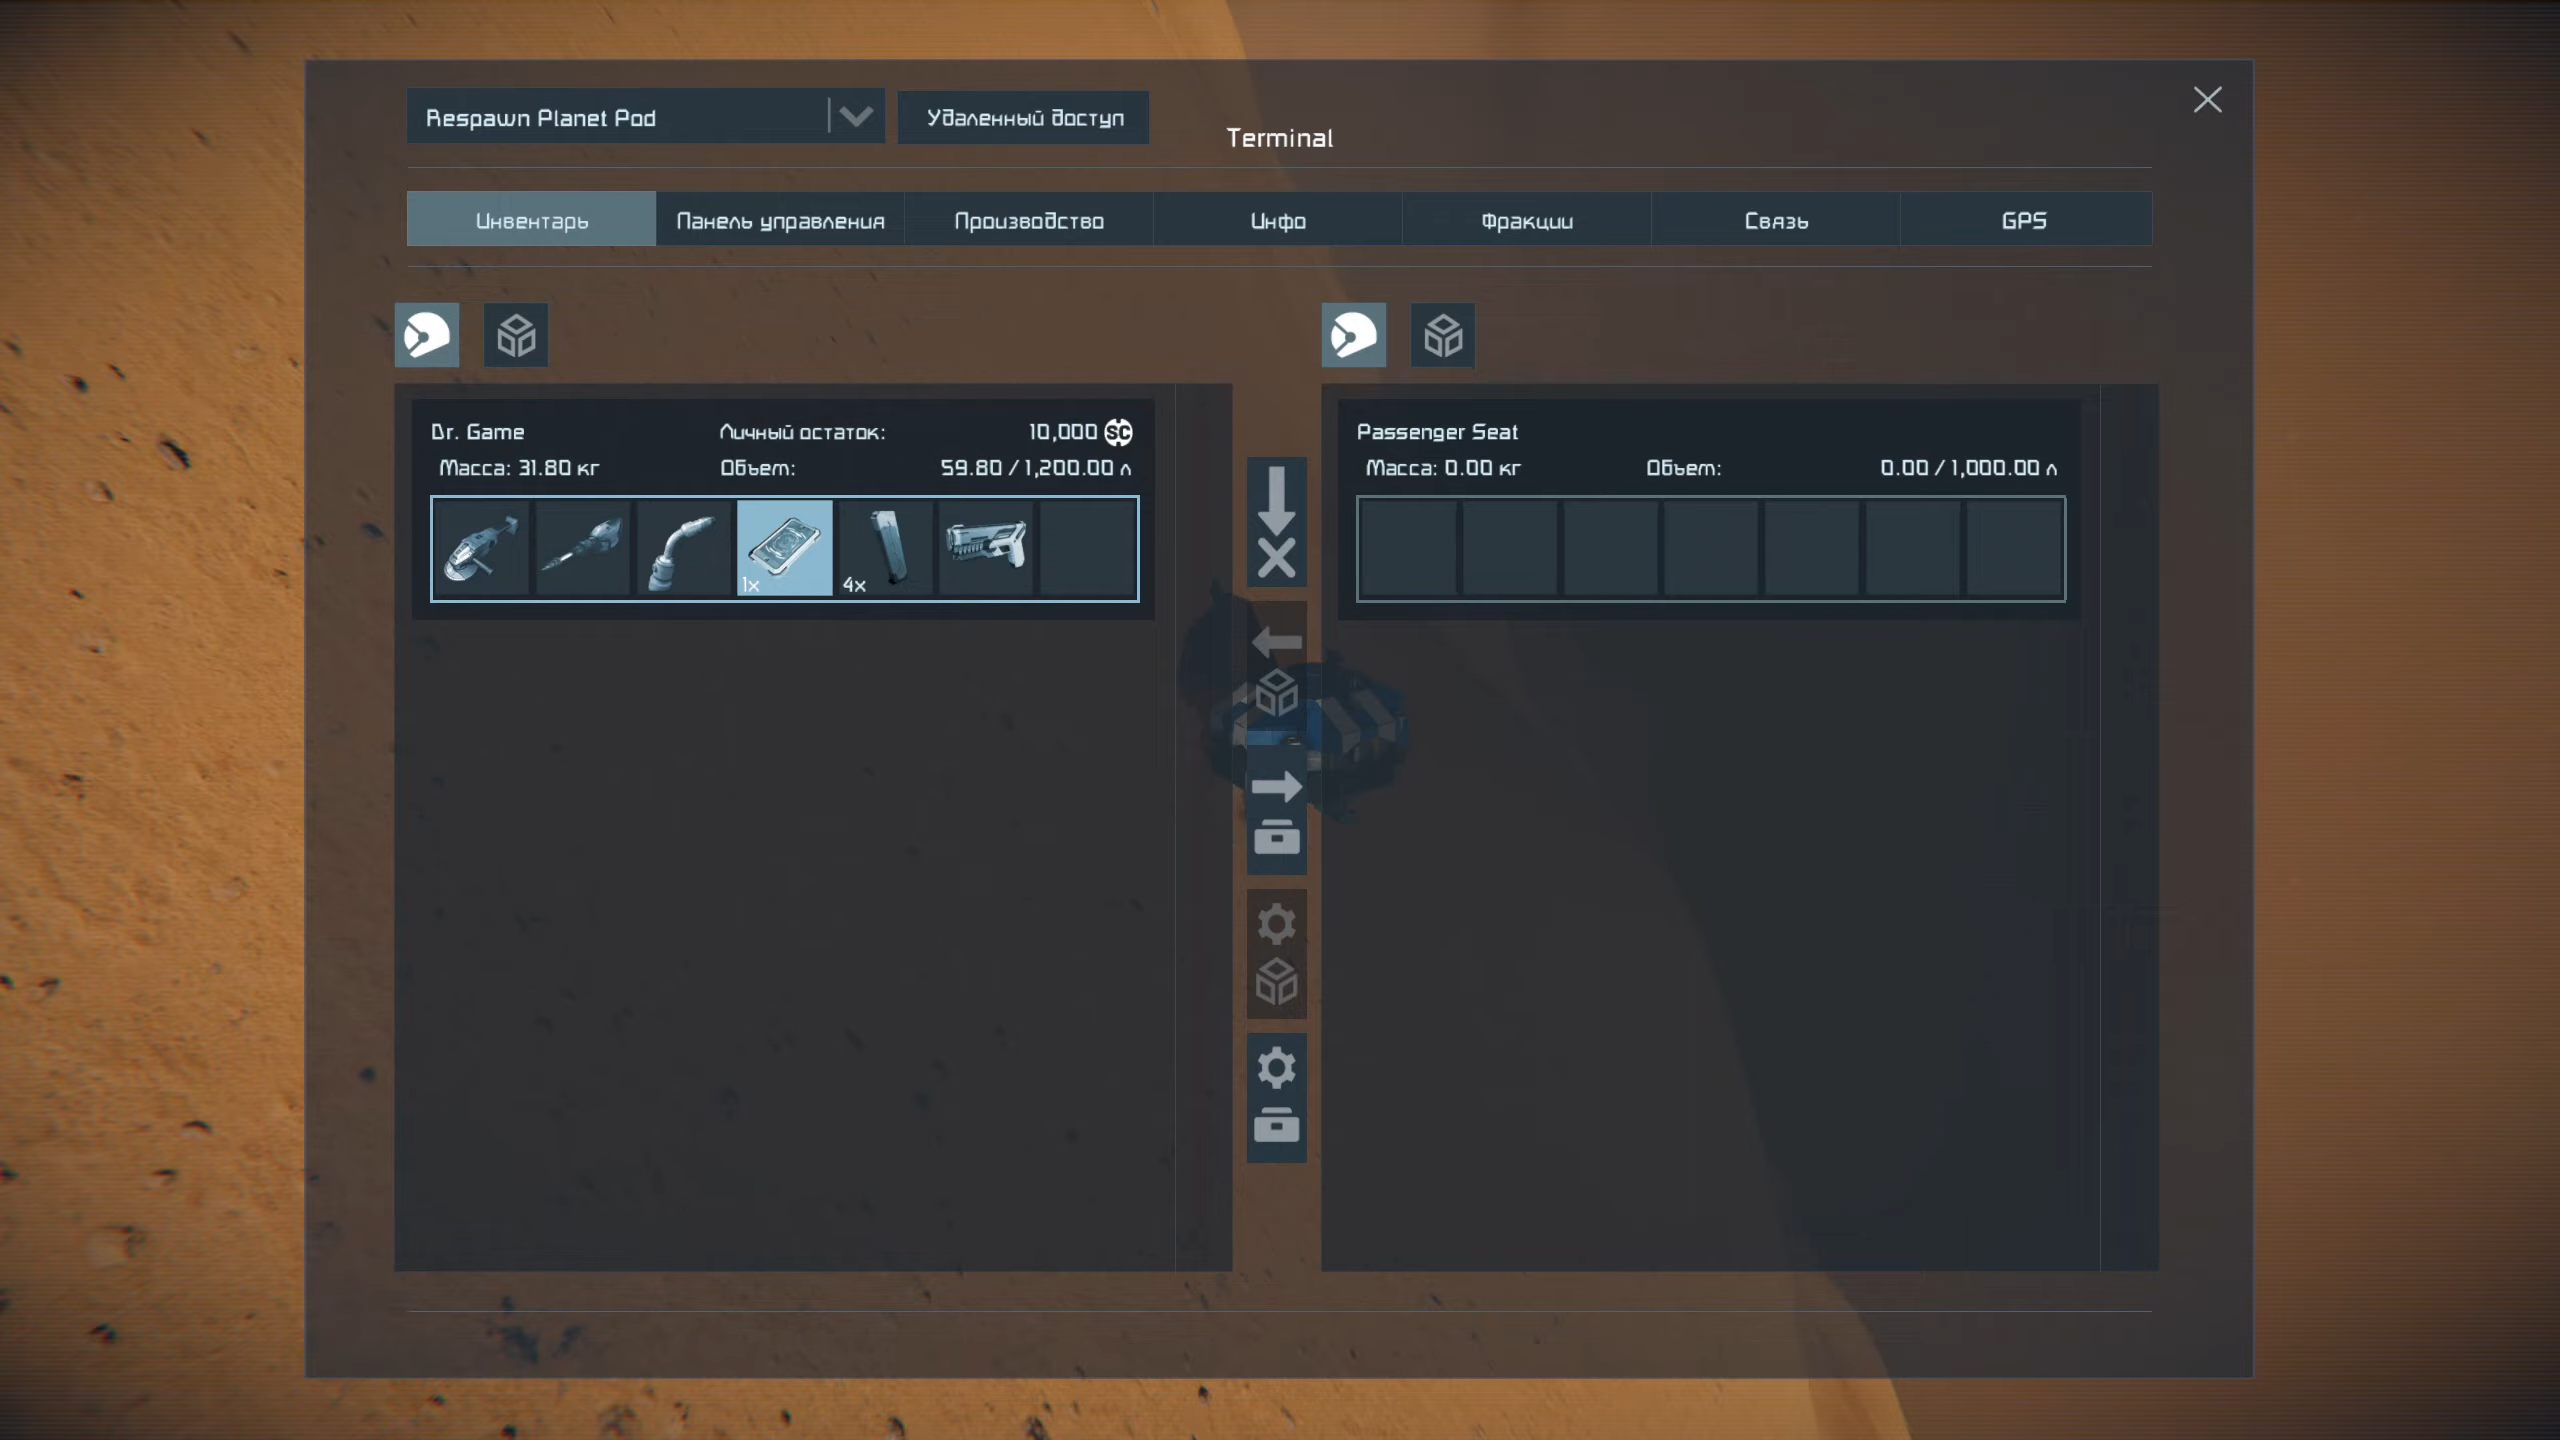 Respawn Planet Pod
Удаленный доступ
Terminal
Инвентарь
Панель управления
Производство
Инфо
Фракции
Связь
GPS
Dr. Game
Личный остаток:
10,000 SC
Масса: 31.80 кг
Объем:
59.80 / 1,200.00 л
1x
4x
Passenger Seat
Масса: 0.00 кг
Объем:
0.00 / 1,000.00 л